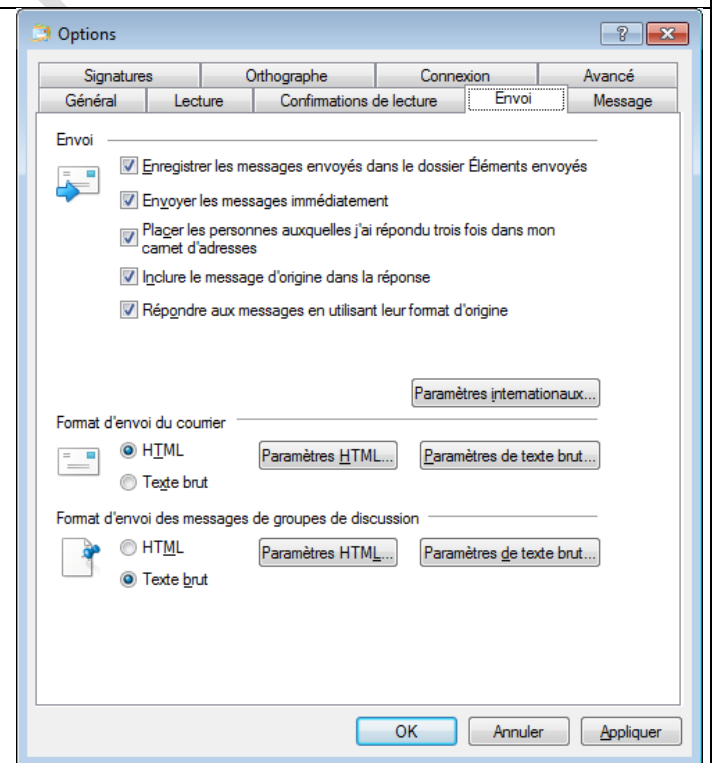 Options
Signatures Orthographe Connexion Avancé
Général Lecture Confirmations de lecture Envoi Message
Envoi
Enregistrer les messages envoyés dans le dossier Éléments envoyés
Envoyer les messages immédiatement
Placer les personnes auxquelles j'ai répondu trois fois dans mon
carnet d'adresses
Inclure le message d'origine dans la réponse
Répondre aux messages en utilisant leur format d'origine
Paramètres internationaux...
Format d'envoi du courrier
HTML Paramètres HTML... Paramètres de texte brut...
Texte brut
Format d'envoi des messages de groupes de discussion
HTML Paramètres HTML... Paramètres de texte brut...
Texte brut
OK Annuler Appliquer